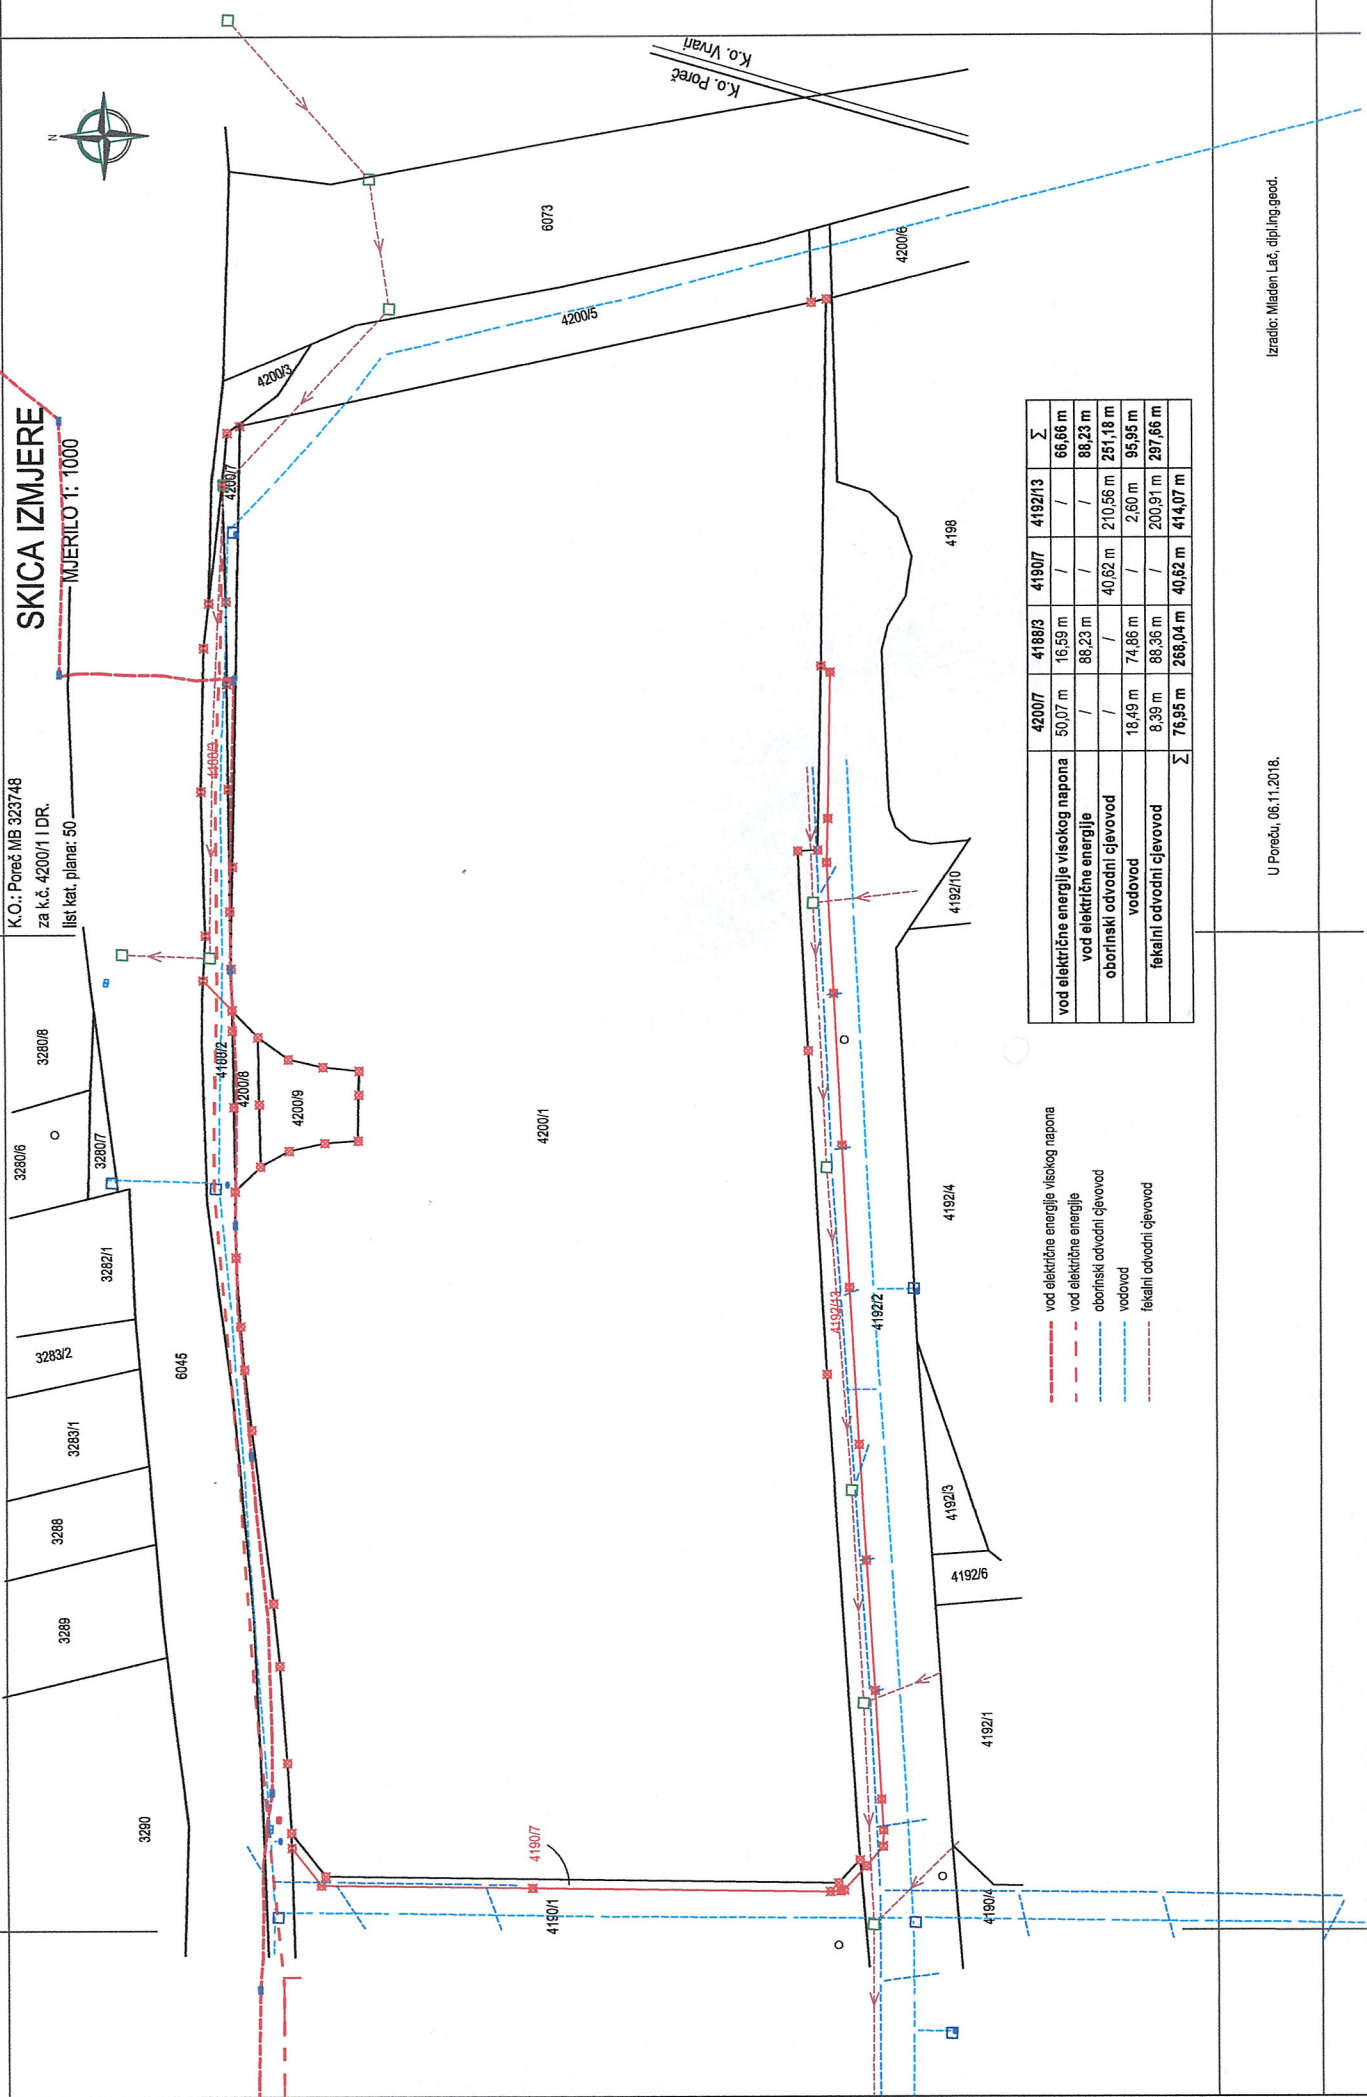 K.O.: Poreč MB 323748
za k.č. 4200/1 I DR.
list kat. plana: 50
SKICA IZMJERE
MJERILO 1: 1000
N
K.o. Vrvari
K.o. Poreč
3280/8
3280/6
3280/7
3282/1
3283/2
3283/1
3288
3289
3290
6045
6073
4200/3
4200/5
4200/6
4200/7
4188/2
4200/8
4200/9
4200/1
4198
4192/10
4192/4
4192/13
4192/2
4192/3
4192/6
4192/1
4190/7
4190/1
4190/4
4200/7 4188/3 4190/7 4192/13 Σ
vod električne energije visokog napona 50,07 m 16,59 m / / 66,66 m
vod električne energije / 88,23 m / / 88,23 m
oborinski odvodni cjevovod / / 40,62 m 210,56 m 251,18 m
vodovod 18,49 m 74,86 m / 2,60 m 95,95 m
fekalni odvodni cjevovod 8,39 m 88,36 m / 200,91 m 297,66 m
Σ 76,95 m 268,04 m 40,62 m 414,07 m
vod električne energije visokog napona
vod električne energije
oborinski odvodni cjevovod
vodovod
fekalni odvodni cjevovod
U Poreču, 06.11.2018.
Izradio: Mladen Lač, dipl.ing.geod.